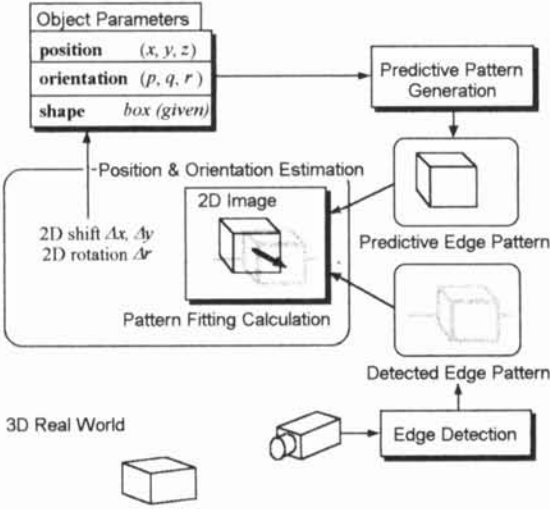 Object Parameters
position (x, y, z)
orientation (p, q, r)
shape box (given)
Predictive Pattern
Generation
Position & Orientation Estimation
2D Image
2D shift Δx, Δy
2D rotation Δr
Predictive Edge Pattern
Pattern Fitting Calculation
Detected Edge Pattern
3D Real World
Edge Detection